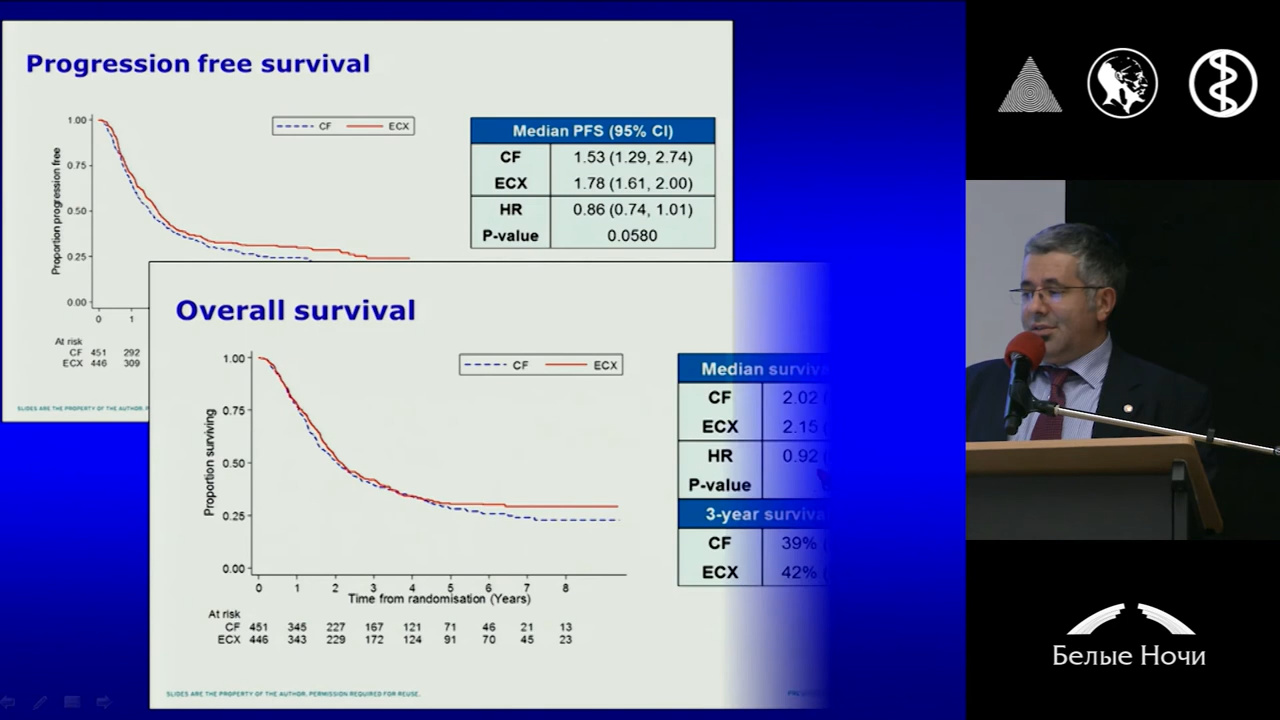 Progression free survival
1.00
0.75
0.50
0.25
0.00
Proportion progression free
CF ECX
0 1
At risk
CF 451 292
ECX 446 309
Median PFS (95% CI)
CF 1.53 (1.29, 2.74)
ECX 1.78 (1.61, 2.00)
HR 0.86 (0.74, 1.01)
P-value 0.0580
SLIDES ARE THE PROPERTY OF THE AUTHOR.
Overall survival
1.00
0.75
0.50
0.25
0.00
Proportion surviving
CF ECX
0 1 2 3 4 5 6 7 8
Time from randomisation (Years)
At risk
CF 451 345 227 167 121 71 46 21 13
ECX 446 343 229 172 124 91 70 45 23
Median
CF 2.02
ECX 2.15
HR 0.92
P-value
3-year
CF 39%
ECX 42%
SLIDES ARE THE PROPERTY OF THE AUTHOR. PERMISSION REQUIRED FOR REUSE.
Белые Ночи